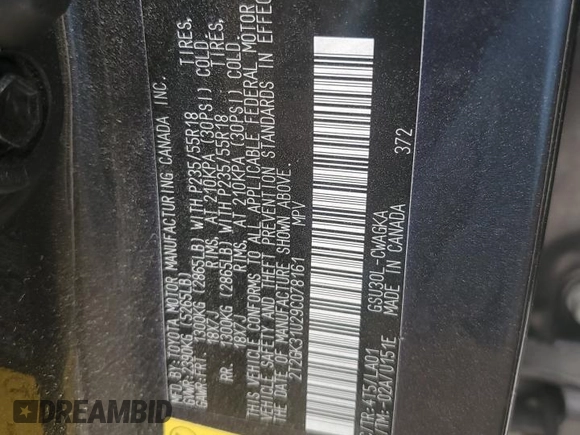 MFD. BY: TOYOTA MOTOR MANUFACTURING CANADA INC.
GVWR:2390KG (5265LB)
GAWR:FRT. 1300KG (2865LB) WITH P235/55R18 TIRES,
18X7J RIMS, AT 210KPA (30PSI) COLD
RR. 1300KG (2865LB) WITH P235/55R18 TIRES,
18X7J RIMS, AT 210KPA (30PSI) COLD.
THIS VEHICLE CONFORMS TO ALL APPLICABLE FEDERAL MOTOR
VEHICLE SAFETY AND THEFT PREVENTION STANDARDS IN EFFEC
THE DATE OF MANUFACTURE SHOWN ABOVE.
2T2GK31U29C078161 MPV
C/TR:4F5/LA01 GSU30L-CWAGKA
/TM:-02A/U151E MADE IN CANADA 372
DREAMBID